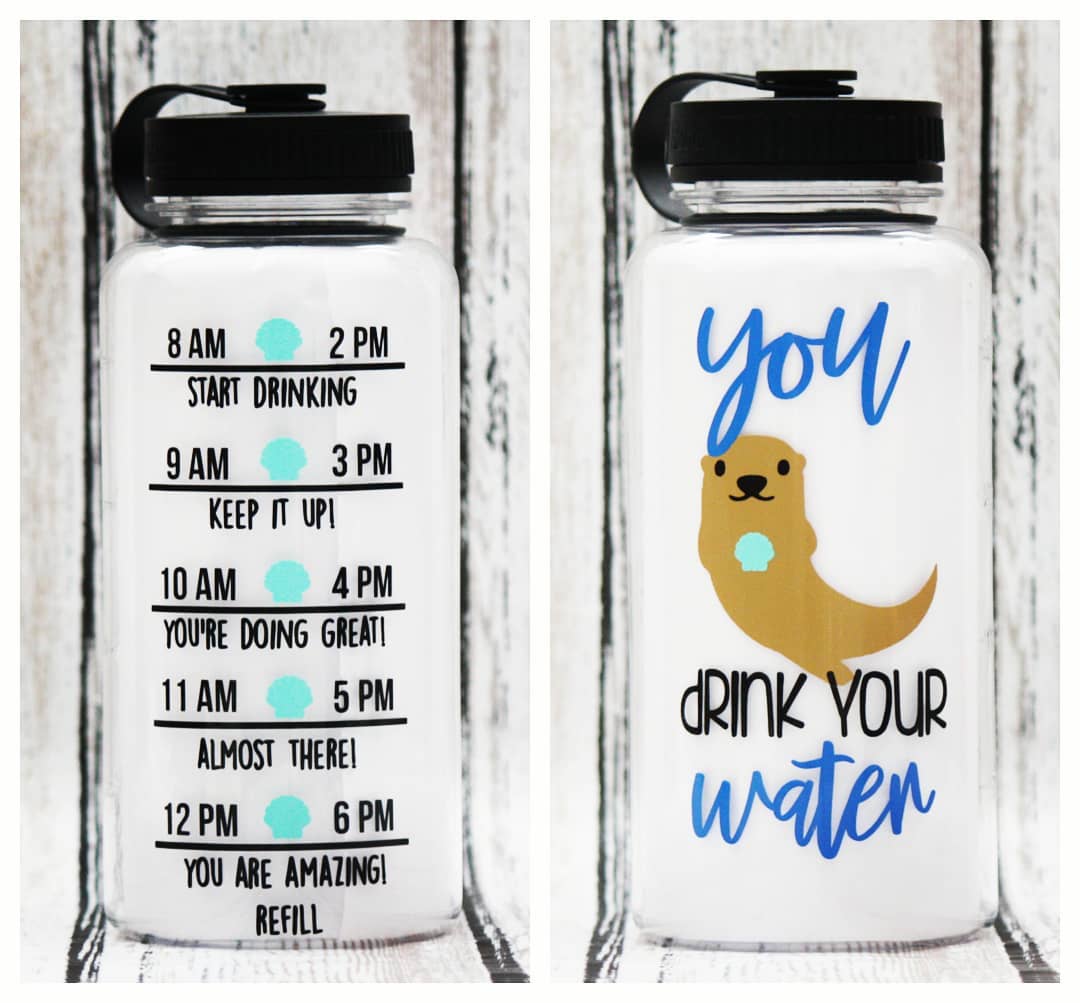 8 AM 2 PM
START DRINKING
9 AM 3 PM
KEEP IT UP!
10 AM 4 PM
YOU'RE DOING GREAT!
11 AM 5 PM
ALMOST THERE!
12 PM 6 PM
YOU ARE AMAZING!
REFILL
you
DRINK YOUR
water